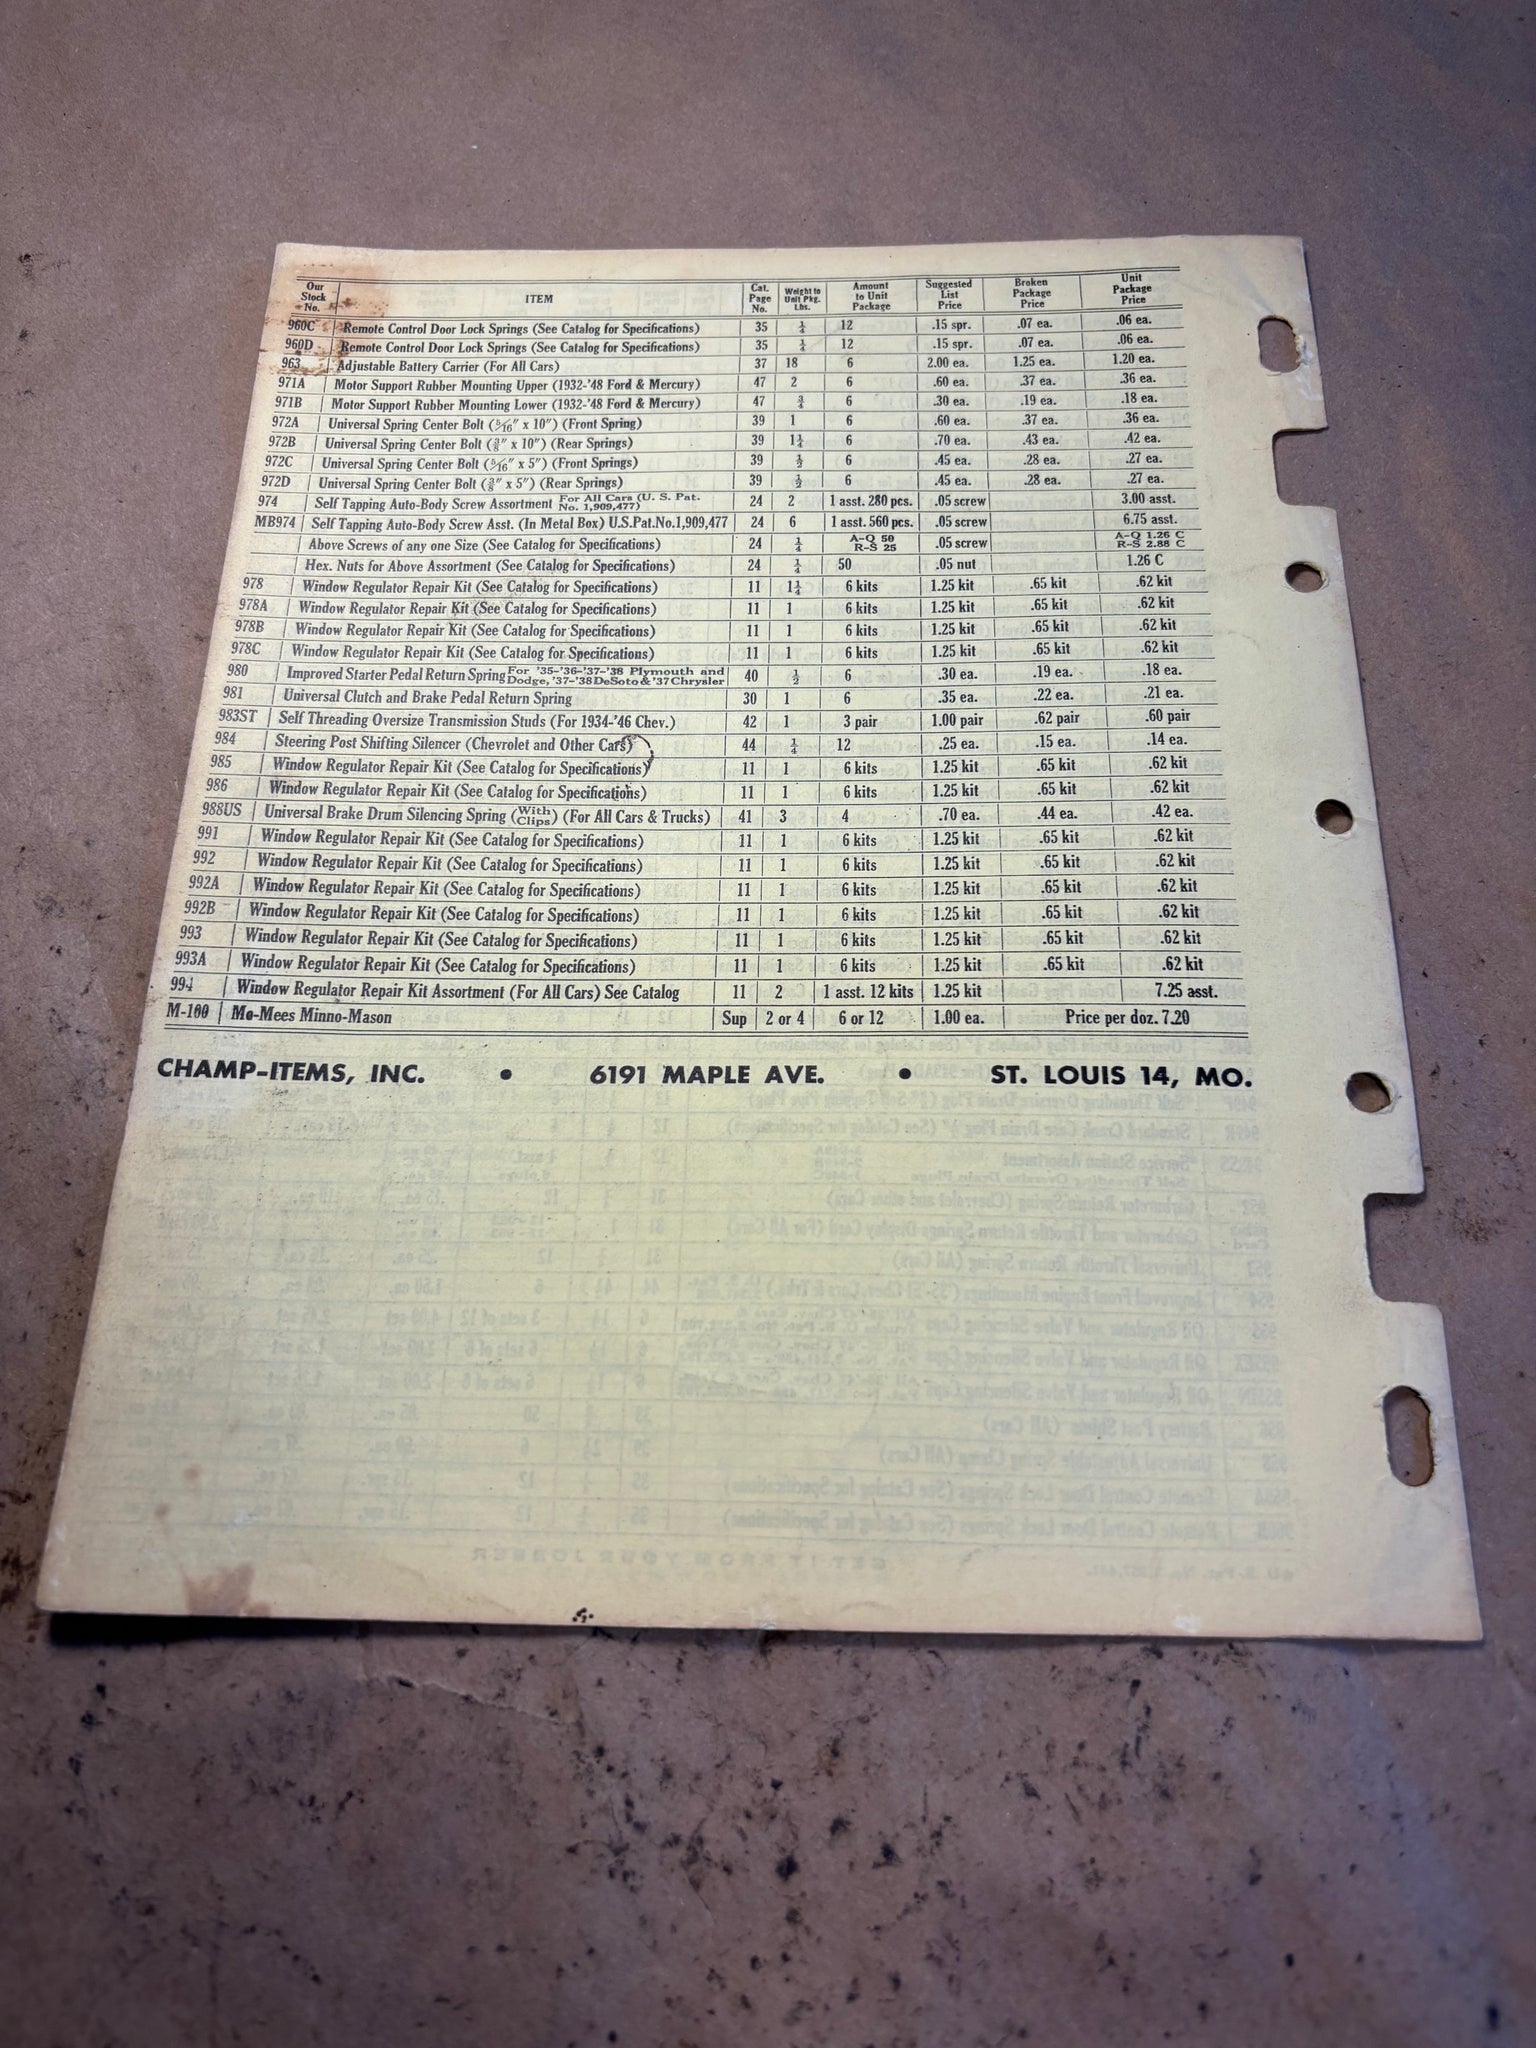 Our Stock No. ITEM Cat. Page No. Weight to Unit Pkg. Lbs. Amount to Unit Package Suggested List Price Broken Package Price Unit Package Price
960C Remote Control Door Lock Springs (See Catalog for Specifications) 35 ¼ 12 .15 spr. .07 ea. .06 ea.
960D Remote Control Door Lock Springs (See Catalog for Specifications) 35 ¼ 12 .15 spr. .07 ea. .06 ea.
963 Adjustable Battery Carrier (For All Cars) 37 18 6 2.00 ea. 1.25 ea. 1.20 ea.
971A Motor Support Rubber Mounting Upper (1932-'48 Ford & Mercury) 47 2 6 .60 ea. .37 ea. .36 ea.
971B Motor Support Rubber Mounting Lower (1932-'48 Ford & Mercury) 47 ¾ 6 .30 ea. .19 ea. .18 ea.
972A Universal Spring Center Bolt (5/16" x 10") (Front Spring) 39 1 6 .60 ea. .37 ea. .36 ea.
972B Universal Spring Center Bolt (⅜" x 10") (Rear Springs) 39 1¼ 6 .70 ea. .43 ea. .42 ea.
972C Universal Spring Center Bolt (5/16" x 5") (Front Springs) 39 ½ 6 .45 ea. .28 ea. .27 ea.
972D Universal Spring Center Bolt (⅜" x 5") (Rear Springs) 39 ½ 6 .45 ea. .28 ea. .27 ea.
974 Self Tapping Auto-Body Screw Assortment For All Cars (U. S. Pat. No. 1,909,477) 24 2 1 asst. 280 pcs. .05 screw 3.00 asst.
MB974 Self Tapping Auto-Body Screw Asst. (In Metal Box) U.S.Pat.No.1,909,477 24 6 1 asst. 560 pcs. .05 screw 6.75 asst.
Above Screws of any one Size (See Catalog for Specifications) 24 ¼ A-Q 50 R-S 25 .05 screw A-Q 1.26 C R-S 2.88 C
Hex. Nuts for Above Assortment (See Catalog for Specifications) 24 ¼ 50 .05 nut 1.26 C
978 Window Regulator Repair Kit (See Catalog for Specifications) 11 1¼ 6 kits 1.25 kit .65 kit .62 kit
978A Window Regulator Repair Kit (See Catalog for Specifications) 11 1 6 kits 1.25 kit .65 kit .62 kit
978B Window Regulator Repair Kit (See Catalog for Specifications) 11 1 6 kits 1.25 kit .65 kit .62 kit
978C Window Regulator Repair Kit (See Catalog for Specifications) 11 1 6 kits 1.25 kit .65 kit .62 kit
980 Improved Starter Pedal Return Spring For '35-'36-'37-'38 Plymouth and Dodge, '37-'38 DeSoto & '37 Chrysler 40 ½ 6 .30 ea. .19 ea. .18 ea.
981 Universal Clutch and Brake Pedal Return Spring 30 1 6 .35 ea. .22 ea. .21 ea.
983ST Self Threading Oversize Transmission Studs (For 1934-'46 Chev.) 42 1 3 pair 1.00 pair .62 pair .60 pair
984 Steering Post Shifting Silencer (Chevrolet and Other Cars) 44 ¼ 12 .25 ea. .15 ea. .14 ea.
985 Window Regulator Repair Kit (See Catalog for Specifications) 11 1 6 kits 1.25 kit .65 kit .62 kit
986 Window Regulator Repair Kit (See Catalog for Specifications) 11 1 6 kits 1.25 kit .65 kit .62 kit
988US Universal Brake Drum Silencing Spring (With Clips) (For All Cars & Trucks) 41 3 4 .70 ea. .44 ea. .42 ea.
991 Window Regulator Repair Kit (See Catalog for Specifications) 11 1 6 kits 1.25 kit .65 kit .62 kit
992 Window Regulator Repair Kit (See Catalog for Specifications) 11 1 6 kits 1.25 kit .65 kit .62 kit
992A Window Regulator Repair Kit (See Catalog for Specifications) 11 1 6 kits 1.25 kit .65 kit .62 kit
992B Window Regulator Repair Kit (See Catalog for Specifications) 11 1 6 kits 1.25 kit .65 kit .62 kit
993 Window Regulator Repair Kit (See Catalog for Specifications) 11 1 6 kits 1.25 kit .65 kit .62 kit
993A Window Regulator Repair Kit (See Catalog for Specifications) 11 1 6 kits 1.25 kit .65 kit .62 kit
994 Window Regulator Repair Kit Assortment (For All Cars) See Catalog 11 2 1 asst. 12 kits 1.25 kit 7.25 asst.
M-100 Mo-Mees Minno-Mason Sup 2 or 4 6 or 12 1.00 ea. Price per doz. 7.20
CHAMP-ITEMS, INC. • 6191 MAPLE AVE. • ST. LOUIS 14, MO.